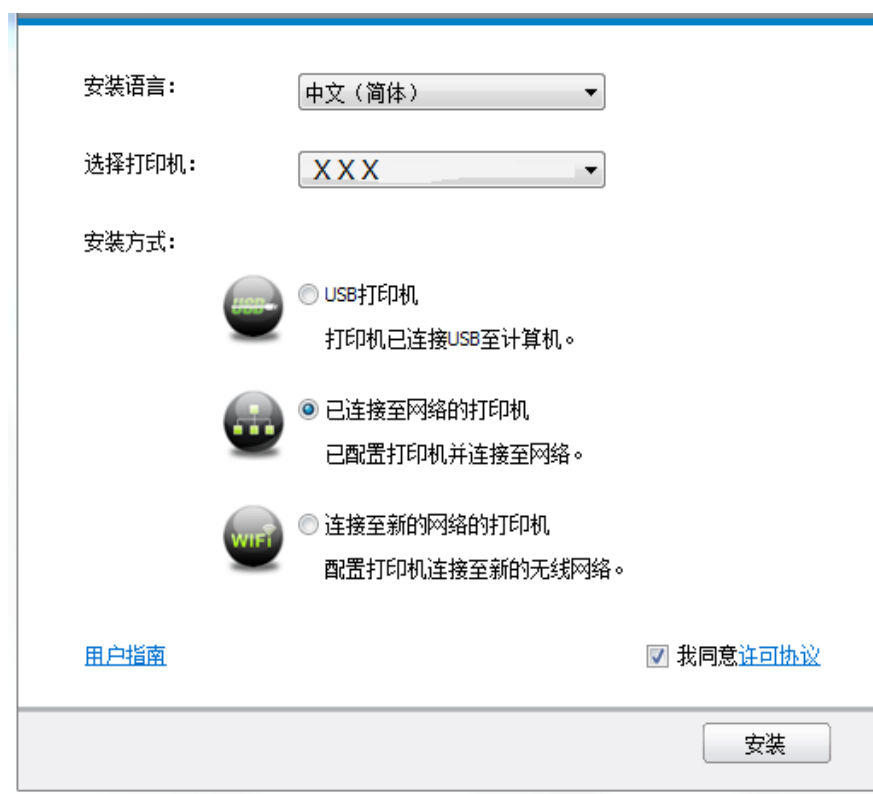 安装语言：
中文（简体）
选择打印机：
XXX
安装方式：
USB
USB打印机
打印机已连接USB至计算机。
已连接至网络的打印机
已配置打印机并连接至网络。
WiFi
连接至新的网络的打印机
配置打印机连接至新的无线网络。
用户指南
我同意许可协议
安装